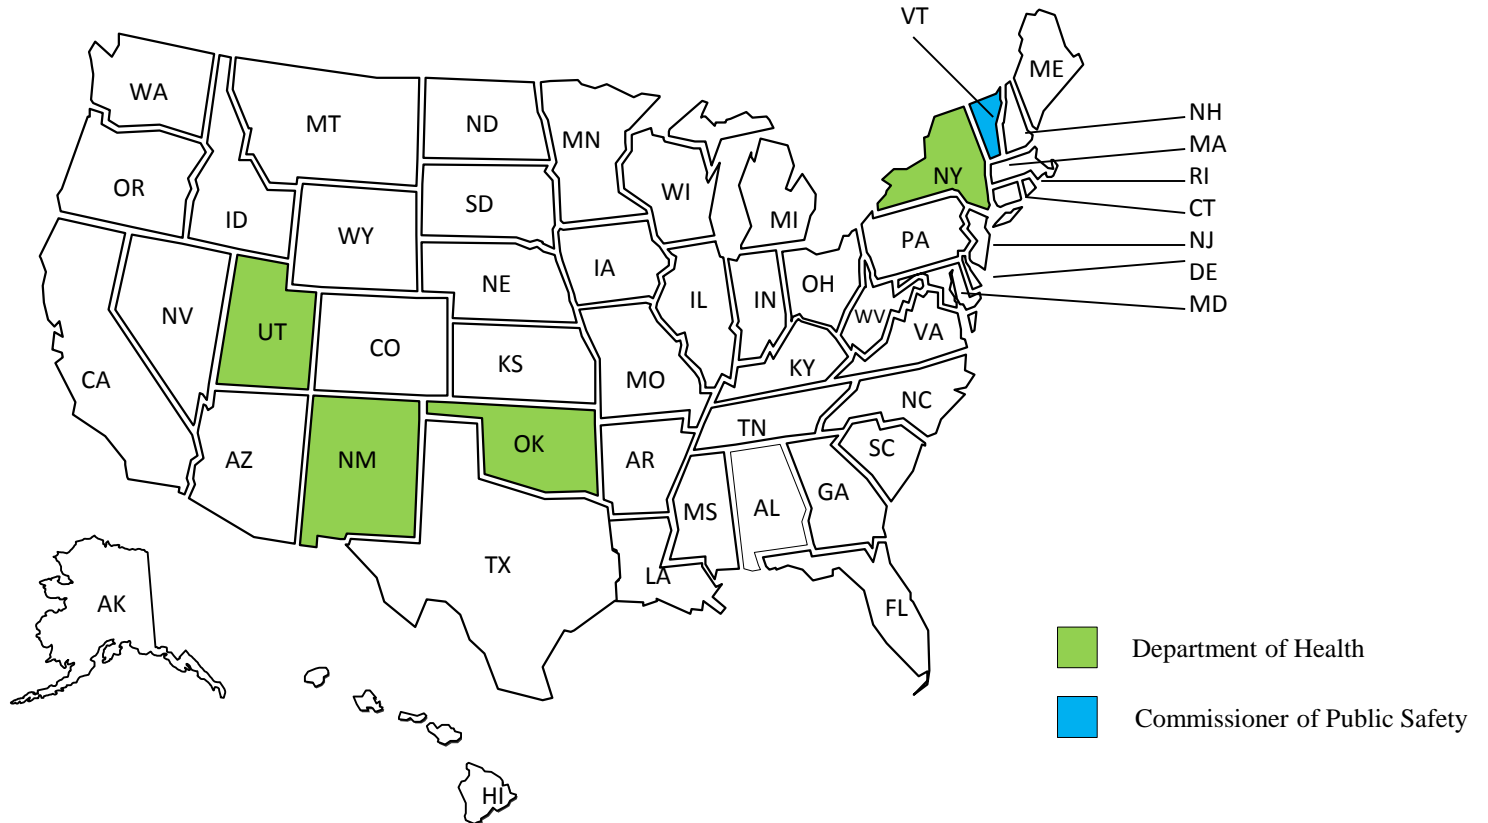 VT
ME
WA
MT
ND
MN
NH
MA
OR
ID
SD
WI
MI
NY
RI
CT
WY
PA
NJ
IA
NE
OH
DE
NV
UT
IL
IN
WV
VA
MD
CO
KS
MO
KY
CA
NC
TN
AZ
NM
OK
AR
SC
MS
AL
GA
TX
LA
AK
FL
HI
Department of Health
Commissioner of Public Safety